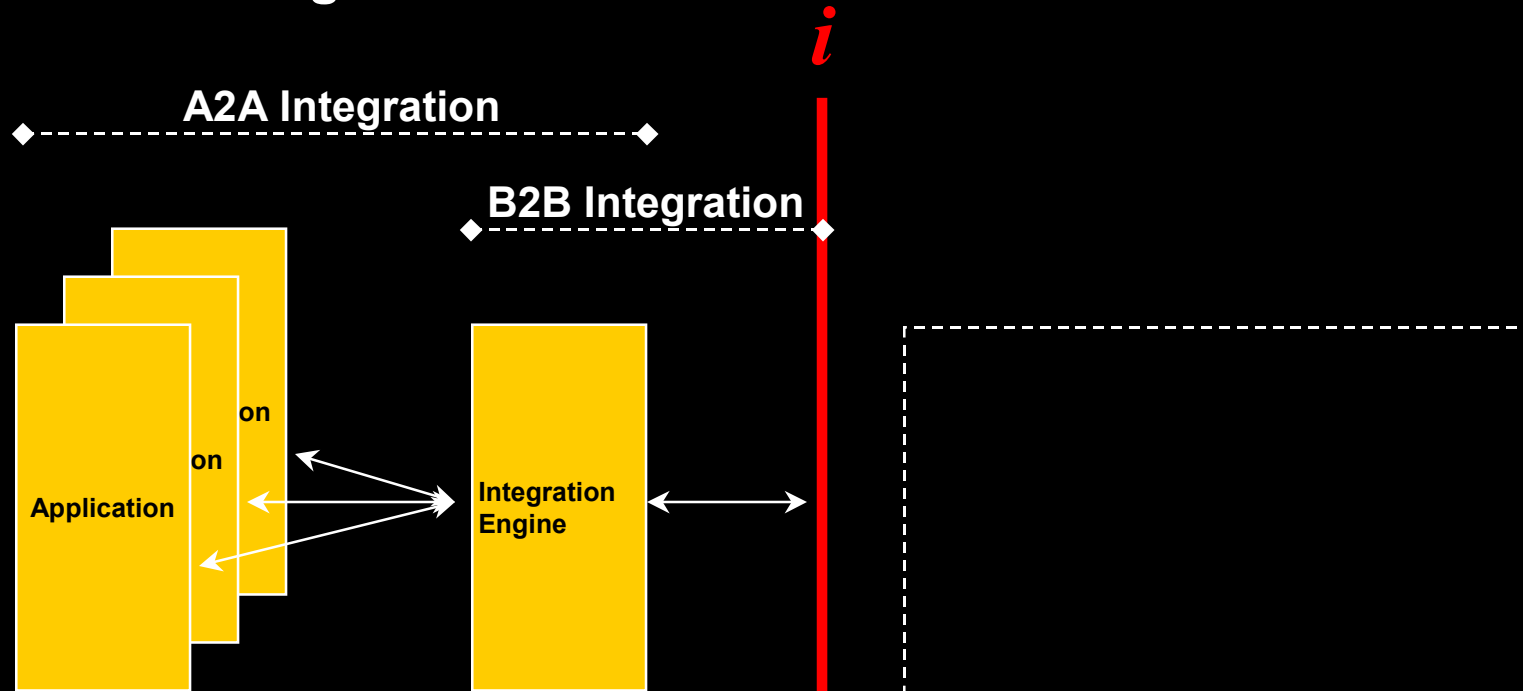 i
A2A Integration
B2B Integration
on
on
Application
Integration
Engine